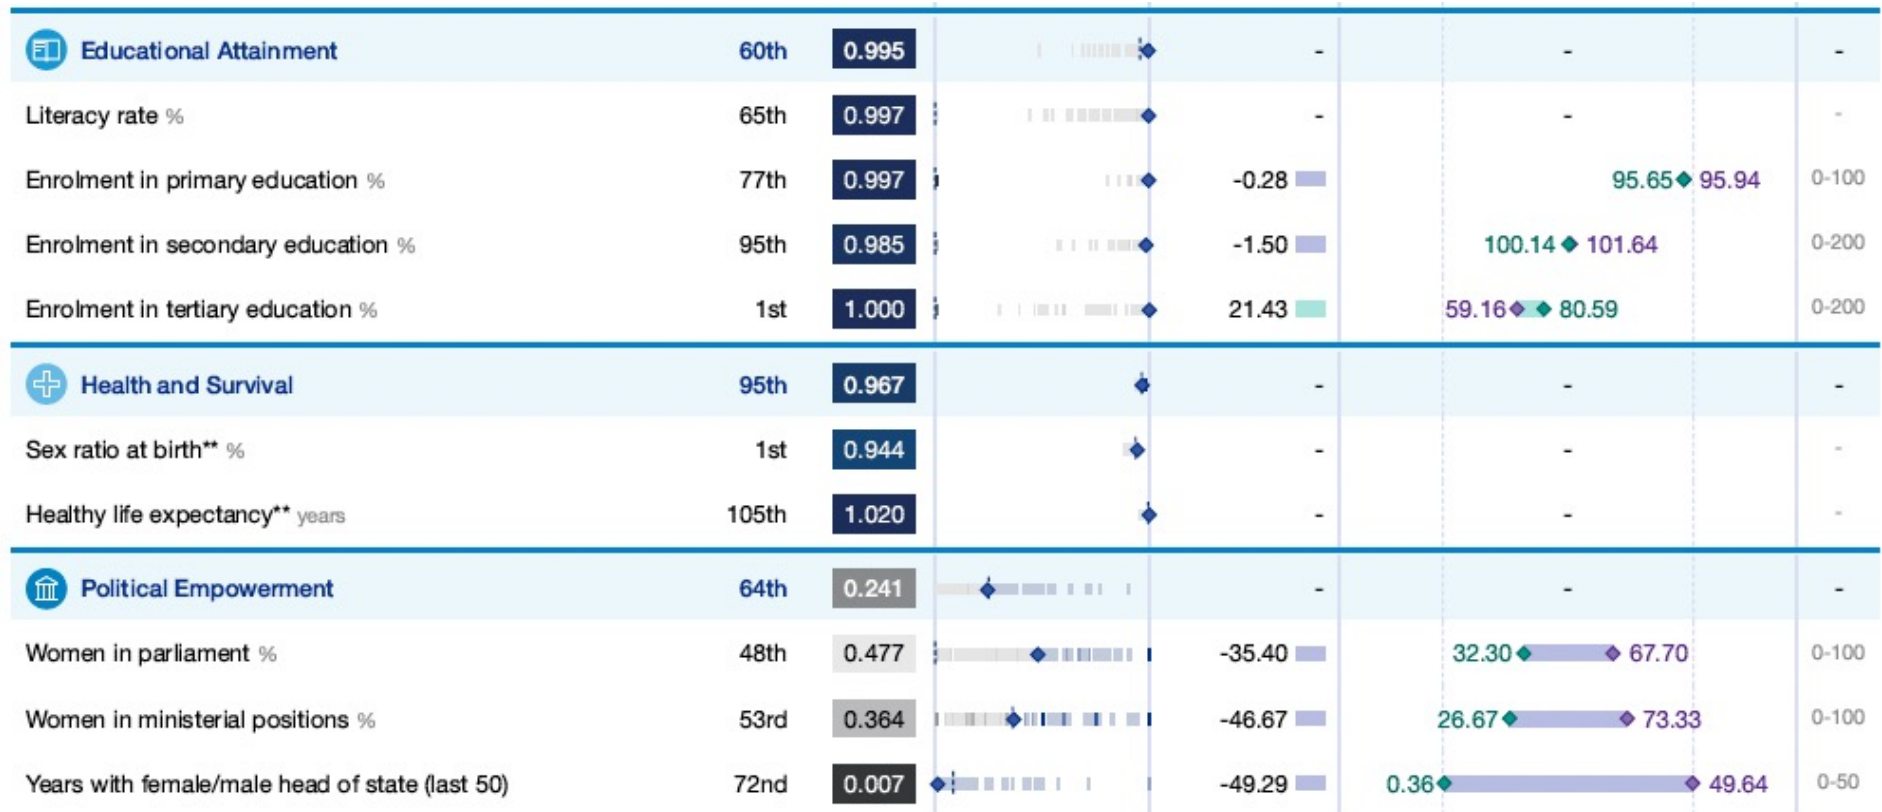 Educational Attainment 60th 0.995 - - -
Literacy rate % 65th 0.997 - - -
Enrolment in primary education % 77th 0.997 -0.28 95.65 95.94 0-100
Enrolment in secondary education % 95th 0.985 -1.50 100.14 101.64 0-200
Enrolment in tertiary education % 1st 1.000 21.43 59.16 80.59 0-200
Health and Survival 95th 0.967 - - -
Sex ratio at birth** % 1st 0.944 - - -
Healthy life expectancy** years 105th 1.020 - - -
Political Empowerment 64th 0.241 - - -
Women in parliament % 48th 0.477 -35.40 32.30 67.70 0-100
Women in ministerial positions % 53rd 0.364 -46.67 26.67 73.33 0-100
Years with female/male head of state (last 50) 72nd 0.007 -49.29 0.36 49.64 0-50